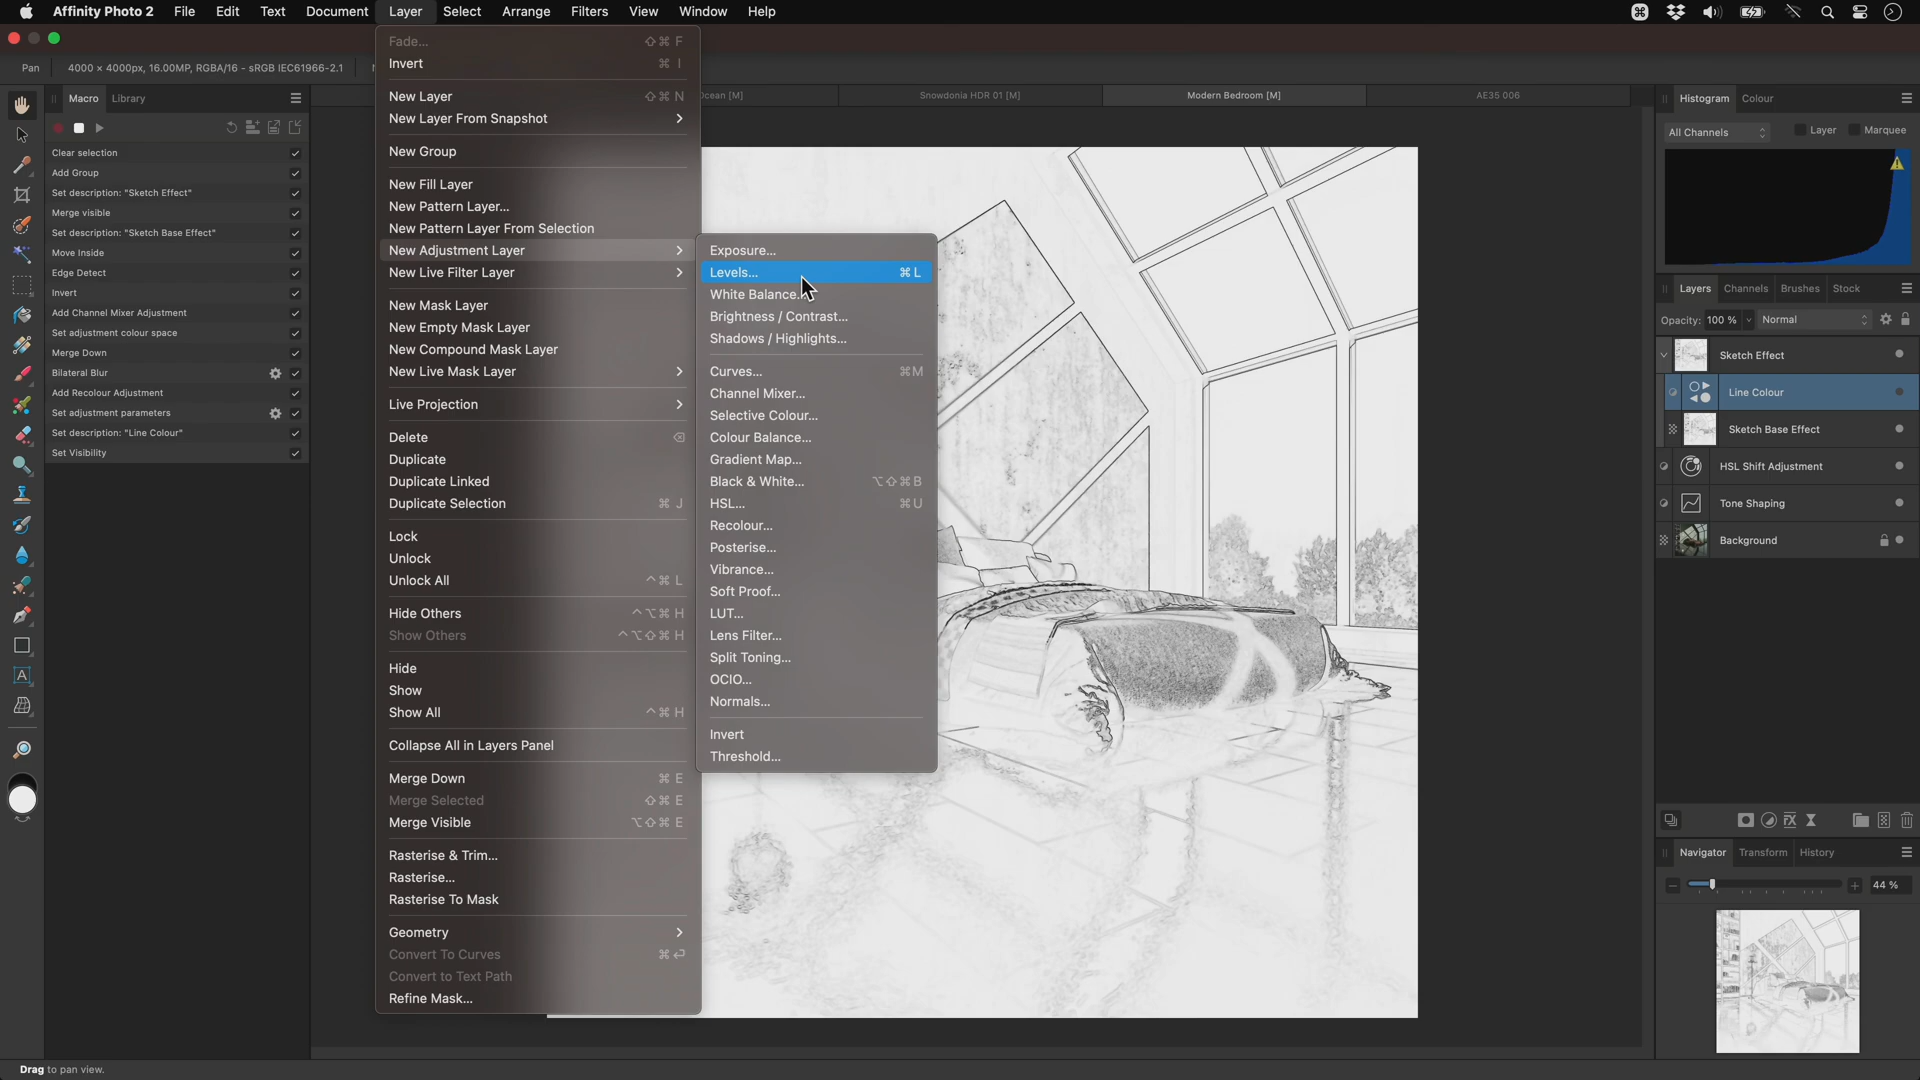 Affinity Photo 2 File Edit Text Document Layer Select Arrange Filters View Window Help
Pan 4000 × 4000px, 16.00MP, RGBA/16 - sRGB IEC61966-2.1
Macro Library
Clear selection
Add Group
Set description: "Sketch Effect"
Merge visible
Set description: "Sketch Base Effect"
Move Inside
Edge Detect
Invert
Add Channel Mixer Adjustment
Set adjustment colour space
Merge Down
Bilateral Blur
Add Recolour Adjustment
Set adjustment parameters
Set description: "Line Colour"
Set Visibility
Fade... ⇧⌘ F
Invert ⌘ I
New Layer ⇧⌘ N
New Layer From Snapshot
New Group
New Fill Layer
New Pattern Layer...
New Pattern Layer From Selection
New Adjustment Layer
New Live Filter Layer
New Mask Layer
New Empty Mask Layer
New Compound Mask Layer
New Live Mask Layer
Live Projection
Delete ⌫
Duplicate
Duplicate Linked
Duplicate Selection ⌘ J
Lock
Unlock
Unlock All ^⌘ L
Hide Others ^⌥⌘ H
Show Others ^⌥⇧⌘ H
Hide
Show
Show All ^⌘ H
Collapse All in Layers Panel
Merge Down ⌘ E
Merge Selected ⇧⌘ E
Merge Visible ⌥⇧⌘ E
Rasterise & Trim...
Rasterise...
Rasterise To Mask
Geometry
Convert To Curves ⌘↩
Convert to Text Path
Refine Mask...
Exposure...
Levels... ⌘L
White Balance...
Brightness / Contrast...
Shadows / Highlights...
Curves... ⌘M
Channel Mixer...
Selective Colour...
Colour Balance...
Gradient Map...
Black & White... ⌥⇧⌘B
HSL... ⌘U
Recolour...
Posterise...
Vibrance...
Soft Proof...
LUT...
Lens Filter...
Split Toning...
OCIO...
Normals...
Invert
Threshold...
[M] Snowdonia HDR 01 [M] Modern Bedroom [M] AE35 006
Histogram Colour
All Channels Layer Marquee
Layers Channels Brushes Stock
Opacity: 100 % Normal
Sketch Effect
Line Colour
Sketch Base Effect
HSL Shift Adjustment
Tone Shaping
Background
Navigator Transform History
44 %
Drag to pan view.